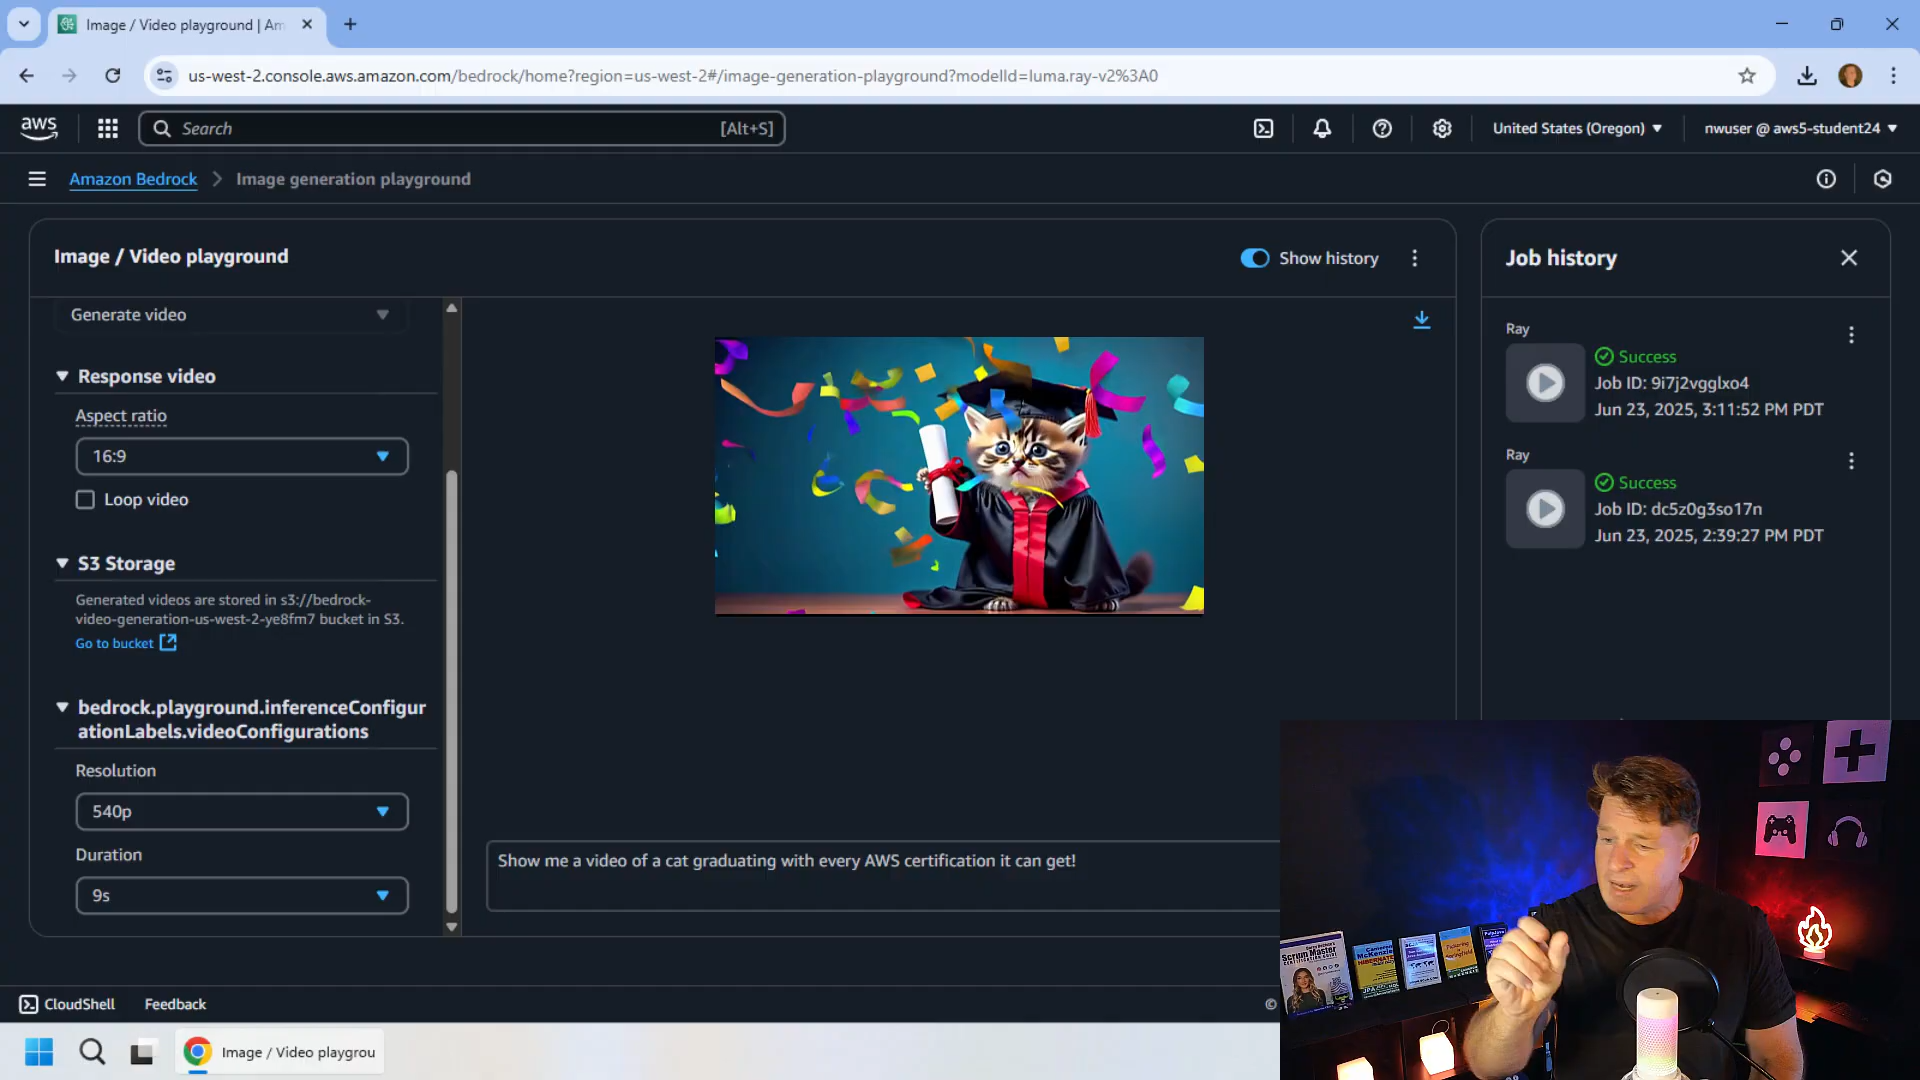 Image / Video playground | Am
us-west-2.console.aws.amazon.com/bedrock/home?region=us-west-2#/image-generation-playground?modelId=luma.ray-v2%3A0
aws
Search
[Alt+S]
United States (Oregon)
nwuser @ aws5-student24
Amazon Bedrock
Image generation playground
Image / Video playground
Show history
Generate video
Response video
Aspect ratio
16:9
Loop video
S3 Storage
Generated videos are stored in s3://bedrock-
video-generation-us-west-2-ye8fm7 bucket in S3.
Go to bucket
bedrock.playground.inferenceConfigur
ationLabels.videoConfigurations
Resolution
540p
Duration
9s
Show me a video of a cat graduating with every AWS certification it can get!
Job history
Ray
Success
Job ID: 9i7j2vgglxo4
Jun 23, 2025, 3:11:52 PM PDT
Ray
Success
Job ID: dc5z0g3so17n
Jun 23, 2025, 2:39:27 PM PDT
Scrum Master
HIBERNATE
CloudShell
Feedback
©
Image / Video playgrou